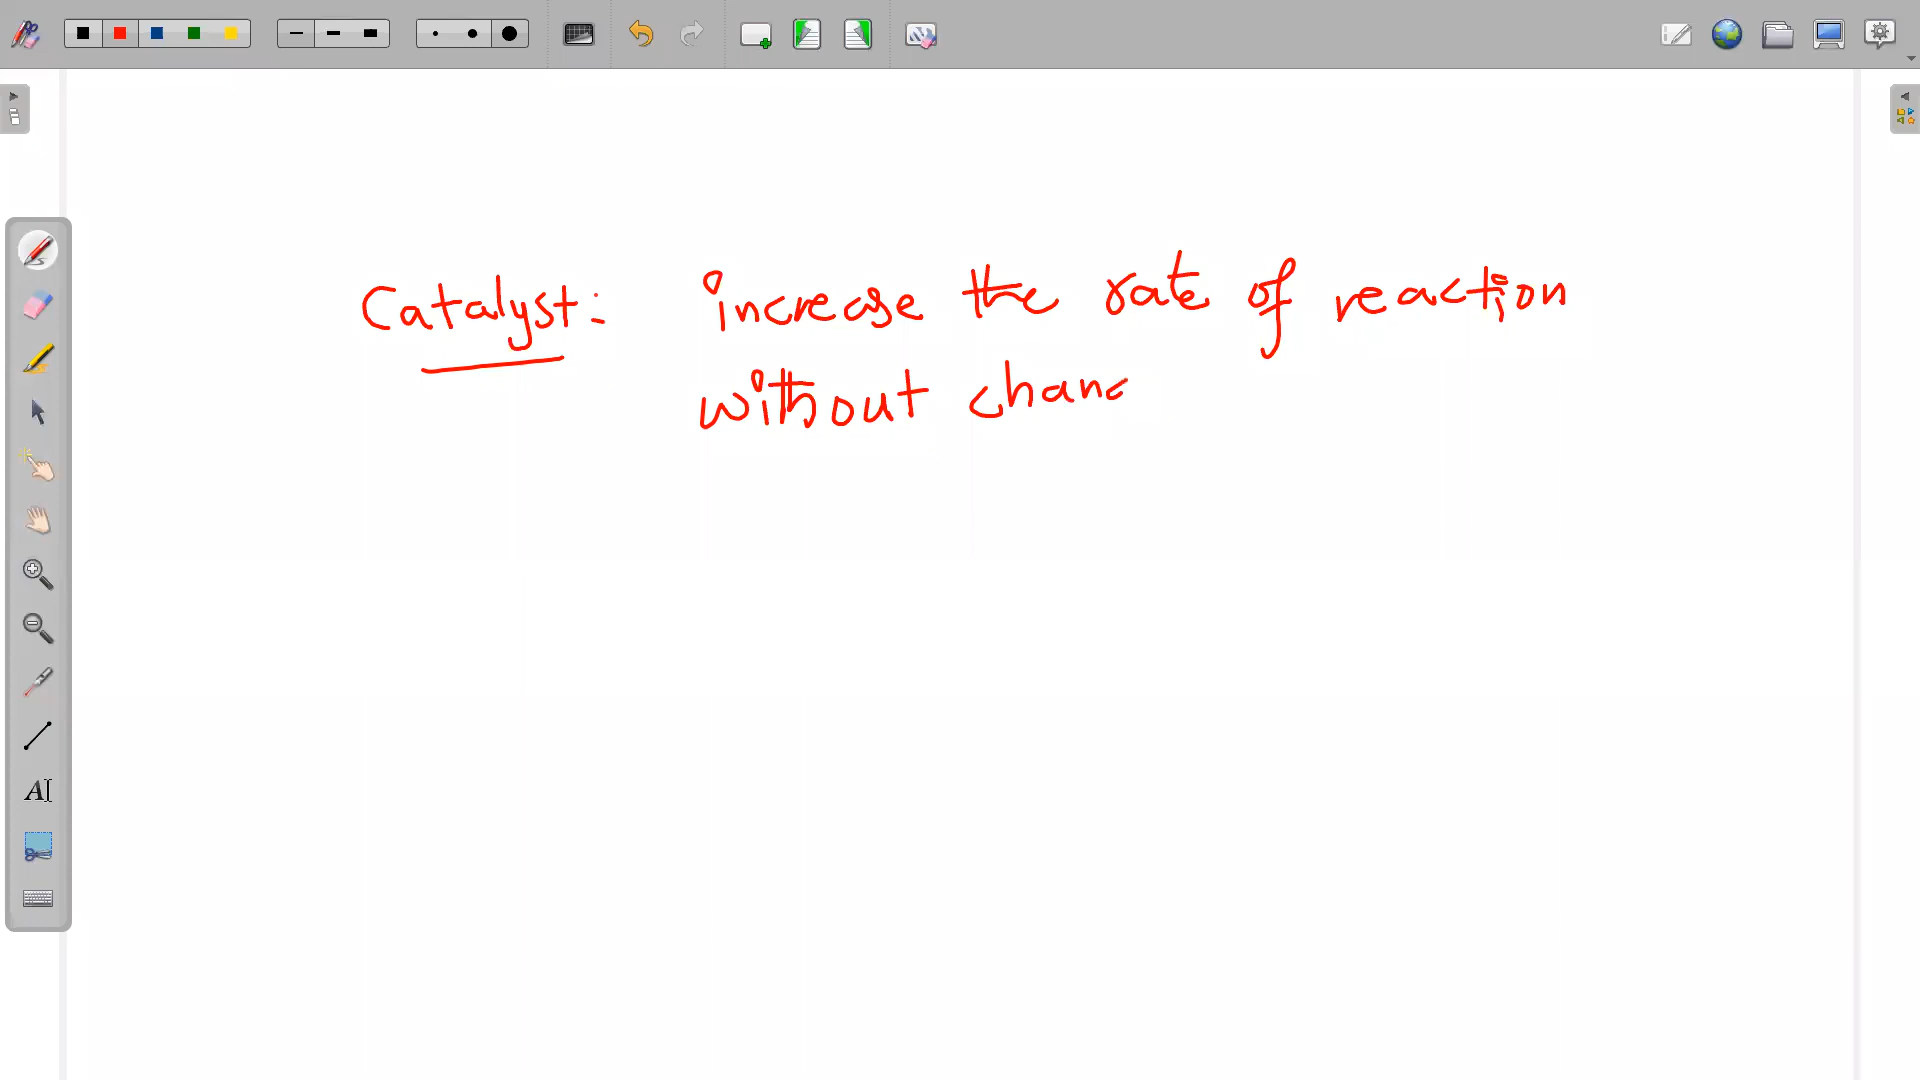 Catalyst: increase the rate of reaction
without chanc